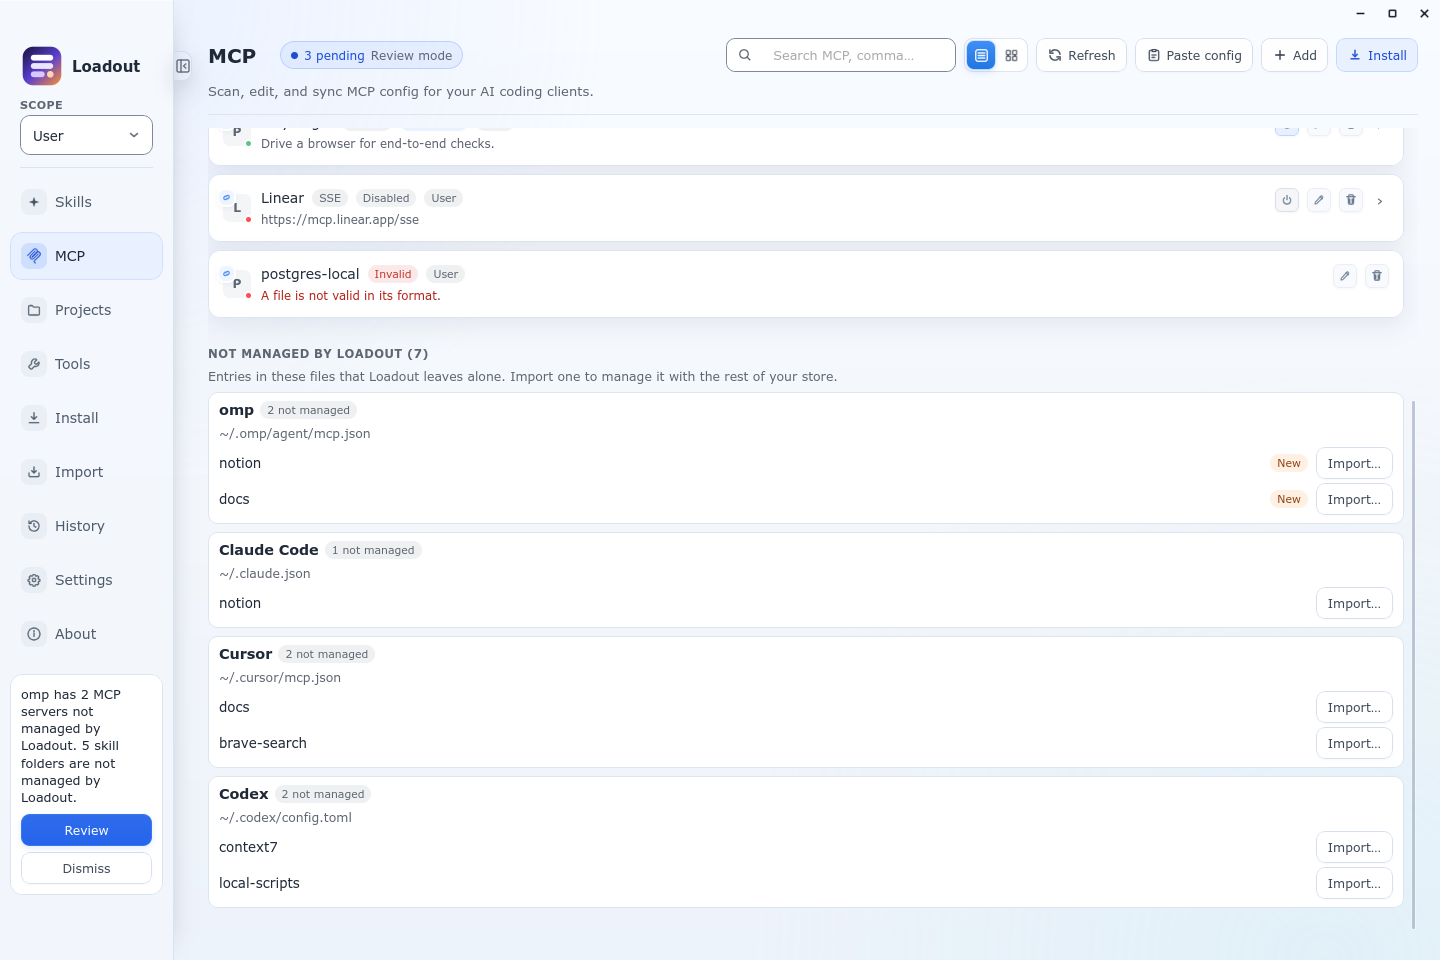 Loadout
SCOPE
User
Skills
MCP
Projects
Tools
Install
Import
History
Settings
About
omp has 2 MCP
servers not
managed by
Loadout. 5 skill
folders are not
managed by
Loadout.
Review
Dismiss
MCP
3 pending Review mode
Search MCP, comma...
Refresh
Paste config
Add
Install
Scan, edit, and sync MCP config for your AI coding clients.
P
Drive a browser for end-to-end checks.
L
Linear SSE Disabled User
https://mcp.linear.app/sse
P
postgres-local Invalid User
A file is not valid in its format.
NOT MANAGED BY LOADOUT (7)
Entries in these files that Loadout leaves alone. Import one to manage it with the rest of your store.
omp 2 not managed
~/.omp/agent/mcp.json
notion New Import...
docs New Import...
Claude Code 1 not managed
~/.claude.json
notion Import...
Cursor 2 not managed
~/.cursor/mcp.json
docs Import...
brave-search Import...
Codex 2 not managed
~/.codex/config.toml
context7 Import...
local-scripts Import...